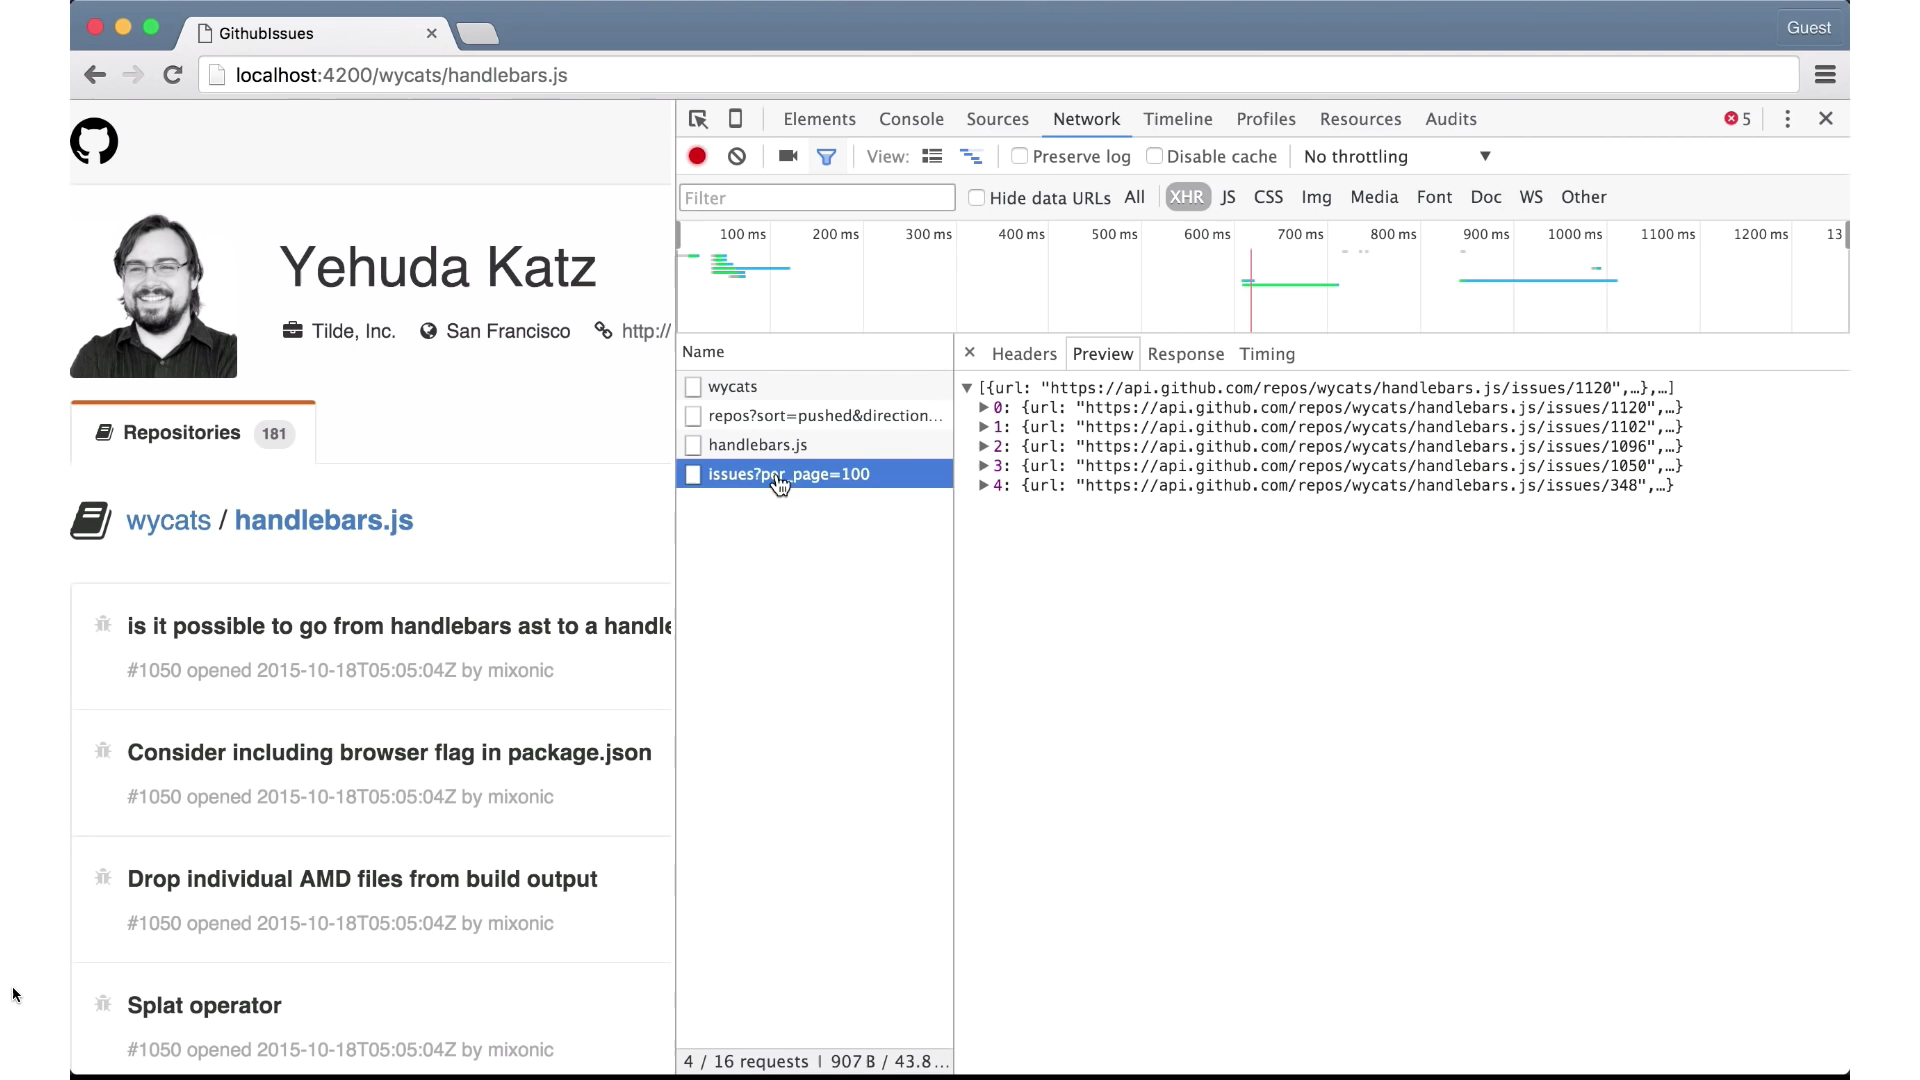 GithubIssues
Guest
localhost:4200/wycats/handlebars.js
Elements Console Sources Network Timeline Profiles Resources Audits 5
View: Preserve log Disable cache No throttling
Filter Hide data URLs All XHR JS CSS Img Media Font Doc WS Other
100 ms 200 ms 300 ms 400 ms 500 ms 600 ms 700 ms 800 ms 900 ms 1000 ms 1100 ms 1200 ms 13
Yehuda Katz
Tilde, Inc. San Francisco http://
Repositories 181
wycats / handlebars.js
is it possible to go from handlebars ast to a handle
#1050 opened 2015-10-18T05:05:04Z by mixonic
Consider including browser flag in package.json
#1050 opened 2015-10-18T05:05:04Z by mixonic
Drop individual AMD files from build output
#1050 opened 2015-10-18T05:05:04Z by mixonic
Splat operator
#1050 opened 2015-10-18T05:05:04Z by mixonic
Name
wycats
repos?sort=pushed&direction...
handlebars.js
issues?per_page=100
4 / 16 requests | 907 B / 43.8...
Headers Preview Response Timing
[{url: "https://api.github.com/repos/wycats/handlebars.js/issues/1120",…},…]
0: {url: "https://api.github.com/repos/wycats/handlebars.js/issues/1120",…}
1: {url: "https://api.github.com/repos/wycats/handlebars.js/issues/1102",…}
2: {url: "https://api.github.com/repos/wycats/handlebars.js/issues/1096",…}
3: {url: "https://api.github.com/repos/wycats/handlebars.js/issues/1050",…}
4: {url: "https://api.github.com/repos/wycats/handlebars.js/issues/348",…}